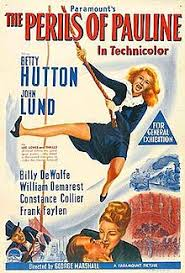 Paramount's
THE PERILS OF PAULINE
In Technicolor
BETTY
HUTTON
JOHN
LUND
FOR
GENERAL
EXHIBITION
Billy DeWolfe
William Demarest
Constance Collier
Frank Faylen
Directed by GEORGE MARSHALL
A PARAMOUNT PICTURE